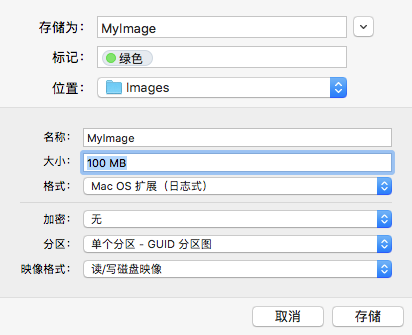 存储为： MyImage
标记： 绿色
位置： Images
名称： MyImage
大小： 100 MB
格式： Mac OS 扩展（日志式）
加密： 无
分区： 单个分区 - GUID 分区图
映像格式： 读/写磁盘映像
取消 存储